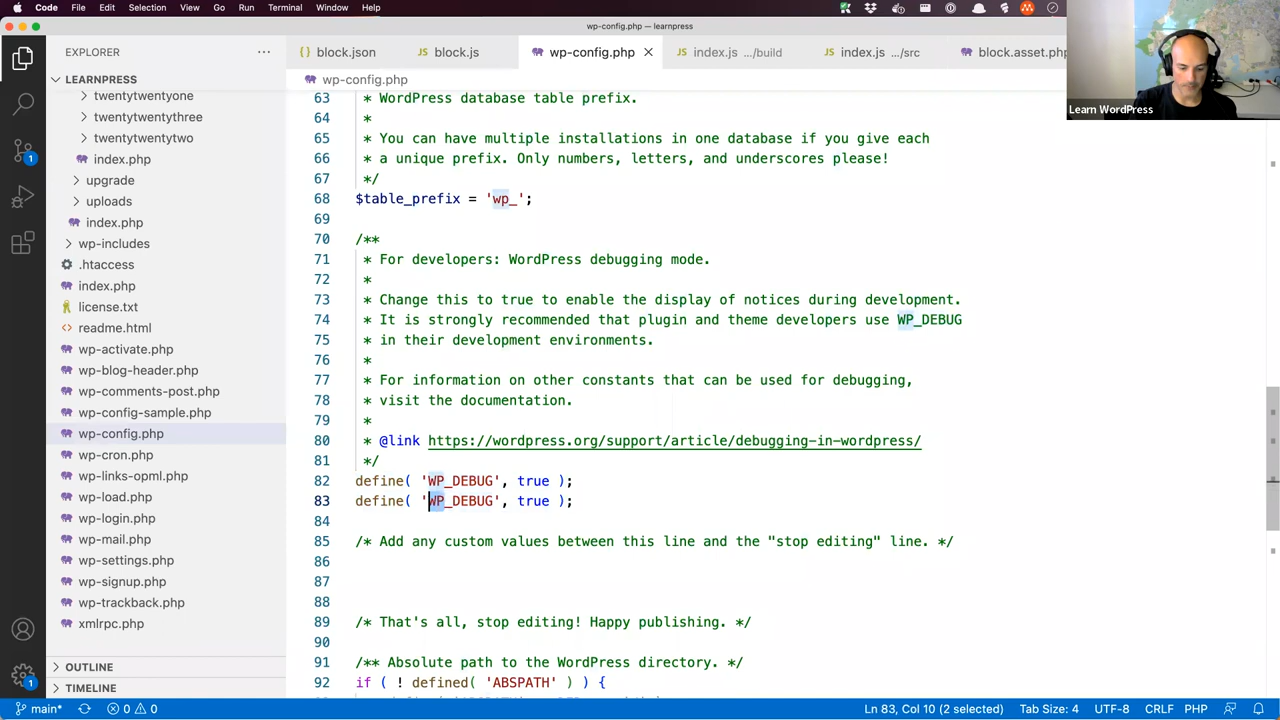 Code File Edit Selection View Go Run Terminal Window Help
wp-config.php — learnpress
EXPLORER
block.json
block.js
wp-config.php
index.js .../build
index.js .../src
block.asset.php
LEARNPRESS
wp-config.php
Learn WordPress
twentytwentyone
twentytwentythree
twentytwentytwo
index.php
upgrade
uploads
index.php
wp-includes
.htaccess
index.php
license.txt
readme.html
wp-activate.php
wp-blog-header.php
wp-comments-post.php
wp-config-sample.php
wp-config.php
wp-cron.php
wp-links-opml.php
wp-load.php
wp-login.php
wp-mail.php
wp-settings.php
wp-signup.php
wp-trackback.php
xmlrpc.php
OUTLINE
TIMELINE
63 * WordPress database table prefix.
64 *
65 * You can have multiple installations in one database if you give each
66 * a unique prefix. Only numbers, letters, and underscores please!
67 */
68 $table_prefix = 'wp_';
69
70 /**
71 * For developers: WordPress debugging mode.
72 *
73 * Change this to true to enable the display of notices during development.
74 * It is strongly recommended that plugin and theme developers use WP_DEBUG
75 * in their development environments.
76 *
77 * For information on other constants that can be used for debugging,
78 * visit the documentation.
79 *
80 * @link https://wordpress.org/support/article/debugging-in-wordpress/
81 */
82 define( 'WP_DEBUG', true );
83 define( 'WP_DEBUG', true );
84
85 /* Add any custom values between this line and the "stop editing" line. */
86
87
88
89 /* That's all, stop editing! Happy publishing. */
90
91 /** Absolute path to the WordPress directory. */
92 if ( ! defined( 'ABSPATH' ) ) {
1
1
main* 0 0 Ln 83, Col 10 (2 selected) Tab Size: 4 UTF-8 CRLF PHP